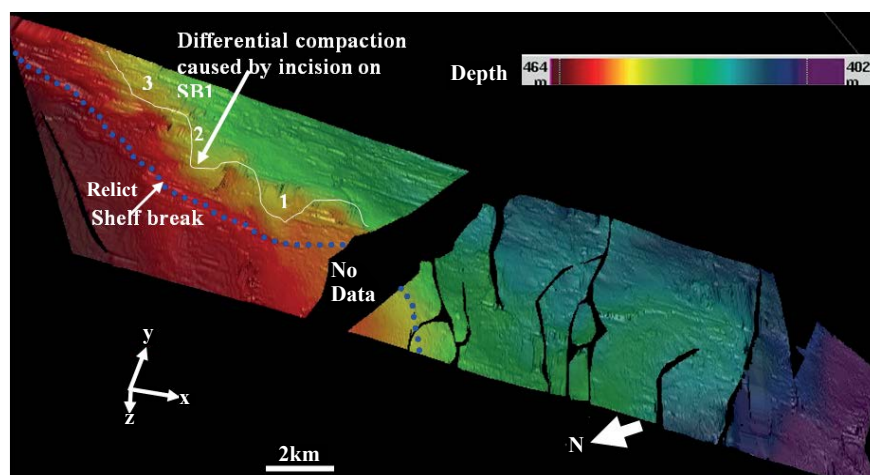 Differential compaction
caused by incision on
SB1
Depth
464
m
402
m
3
2
1
Relict
Shelf break
No
Data
y
x
z
N
2km